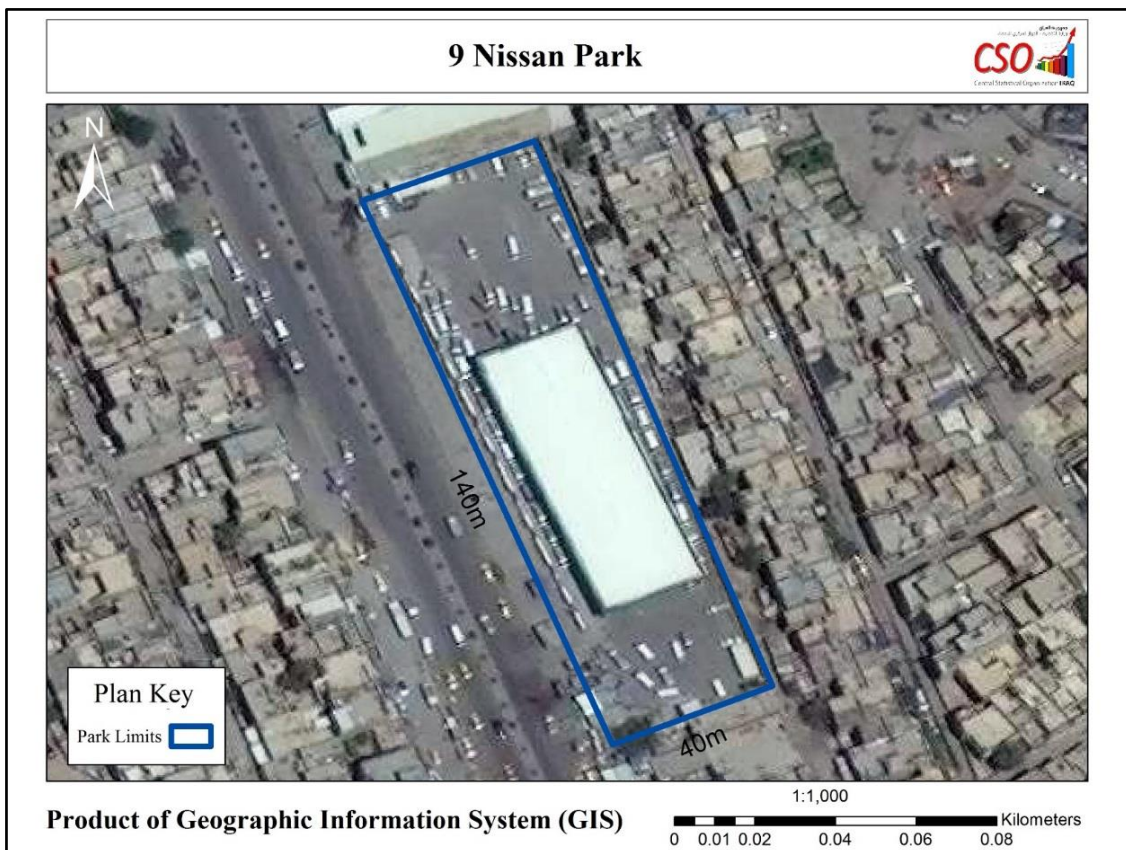 9 Nissan Park
CSO
Central Statistical Organization IRAQ
N
140m
40m
Plan Key
Park Limits
1:1,000
Product of Geographic Information System (GIS)
Kilometers
0 0.01 0.02 0.04 0.06 0.08